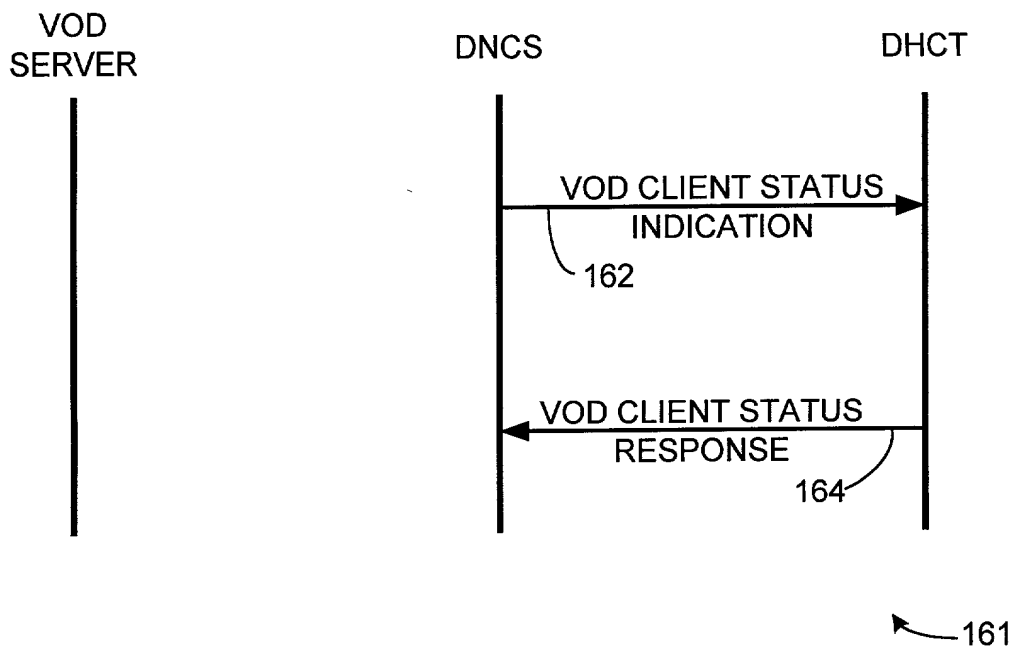 VOD
SERVER
DNCS
DHCT
VOD CLIENT STATUS
INDICATION
162
VOD CLIENT STATUS
RESPONSE
164
161